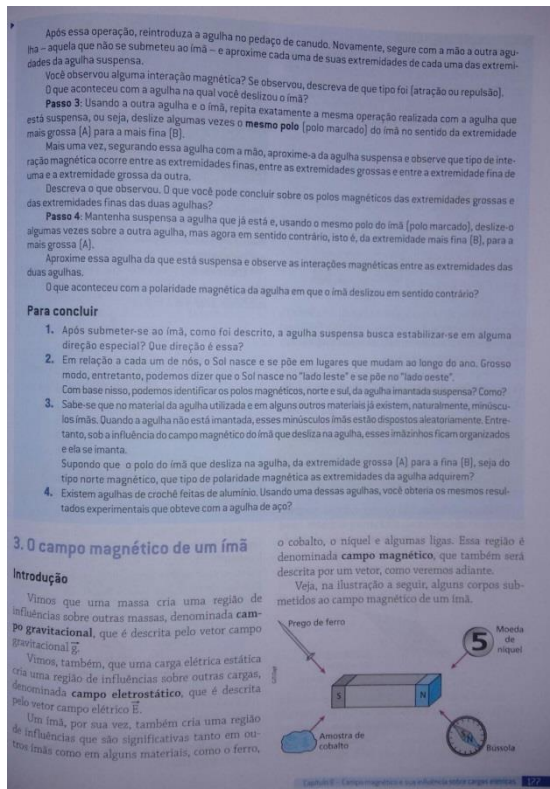 Após essa operação, reintroduza a agulha no pedaço de canudo. Novamente, segure com a mão a outra agu-
lha – aquela que não se submeteu ao ímã – e aproxime cada uma de suas extremidades de cada uma das extremi-
dades da agulha suspensa.
Você observou alguma interação magnética? Se observou, descreva de que tipo foi (atração ou repulsão).
O que aconteceu com a agulha na qual você deslizou o ímã?
Passo 3: Usando a outra agulha e o ímã, repita exatamente a mesma operação realizada com a agulha que
está suspensa, ou seja, deslize algumas vezes o mesmo polo (polo marcado) do ímã no sentido da extremidade
mais grossa (A) para a mais fina (B).
Mais uma vez, segurando essa agulha com a mão, aproxime-a da agulha suspensa e observe que tipo de inte-
ração magnética ocorre entre as extremidades finas, entre as extremidades grossas e entre a extremidade fina de
uma e a extremidade grossa da outra.
Descreva o que observou. O que você pode concluir sobre os polos magnéticos das extremidades grossas e
das extremidades finas das duas agulhas?
Passo 4: Mantenha suspensa a agulha que já está e, usando o mesmo polo do ímã (polo marcado), deslize-o
algumas vezes sobre a outra agulha, mas agora em sentido contrário, isto é, da extremidade mais fina (B), para a
mais grossa (A).
Aproxime essa agulha da que está suspensa e observe as interações magnéticas entre as extremidades das
duas agulhas.
O que aconteceu com a polaridade magnética da agulha em que o ímã deslizou em sentido contrário?
Para concluir
1. Após submeter-se ao ímã, como foi descrito, a agulha suspensa busca estabilizar-se em alguma
direção especial? Que direção é essa?
2. Em relação a cada um de nós, o Sol nasce e se põe em lugares que mudam ao longo do ano. Grosso
modo, entretanto, podemos dizer que o Sol nasce no "lado leste" e se põe no "lado oeste".
Com base nisso, podemos identificar os polos magnéticos, norte e sul, da agulha imantada suspensa? Como?
3. Sabe-se que no material da agulha utilizada e em alguns outros materiais já existem, naturalmente, minúscu-
los ímãs. Quando a agulha não está imantada, esses minúsculos ímãs estão dispostos aleatoriamente. Entre-
tanto, sob a influência do campo magnético do ímã que desliza na agulha, esses imãzinhos ficam organizados
e ela se imanta.
Supondo que o polo do ímã que desliza na agulha, da extremidade grossa (A) para a fina (B), seja do
tipo norte magnético, que tipo de polaridade magnética as extremidades da agulha adquirem?
4. Existem agulhas de crochê feitas de alumínio. Usando uma dessas agulhas, você obteria os mesmos resul-
tados experimentais que obteve com a agulha de aço?
3. O campo magnético de um ímã
Introdução
Vimos que uma massa cria uma região de
influências sobre outras massas, denominada cam-
po gravitacional, que é descrita pelo vetor campo
gravitacional g.
Vimos, também, que uma carga elétrica estática
cria uma região de influências sobre outras cargas,
denominada campo eletrostático, que é descrita
pelo vetor campo elétrico E.
Um ímã, por sua vez, também cria uma região
de influências que são significativas tanto em ou-
tros ímãs como em alguns materiais, como o ferro,
o cobalto, o níquel e algumas ligas. Essa região é
denominada campo magnético, que também será
descrita por um vetor, como veremos adiante.
Veja, na ilustração a seguir, alguns corpos sub-
metidos ao campo magnético de um ímã.
Prego de ferro
5
Moeda
de
níquel
S
N
Amostra de
cobalto
N
Bússola
Campo magnético e sua influência sobre cargas elétricas 177